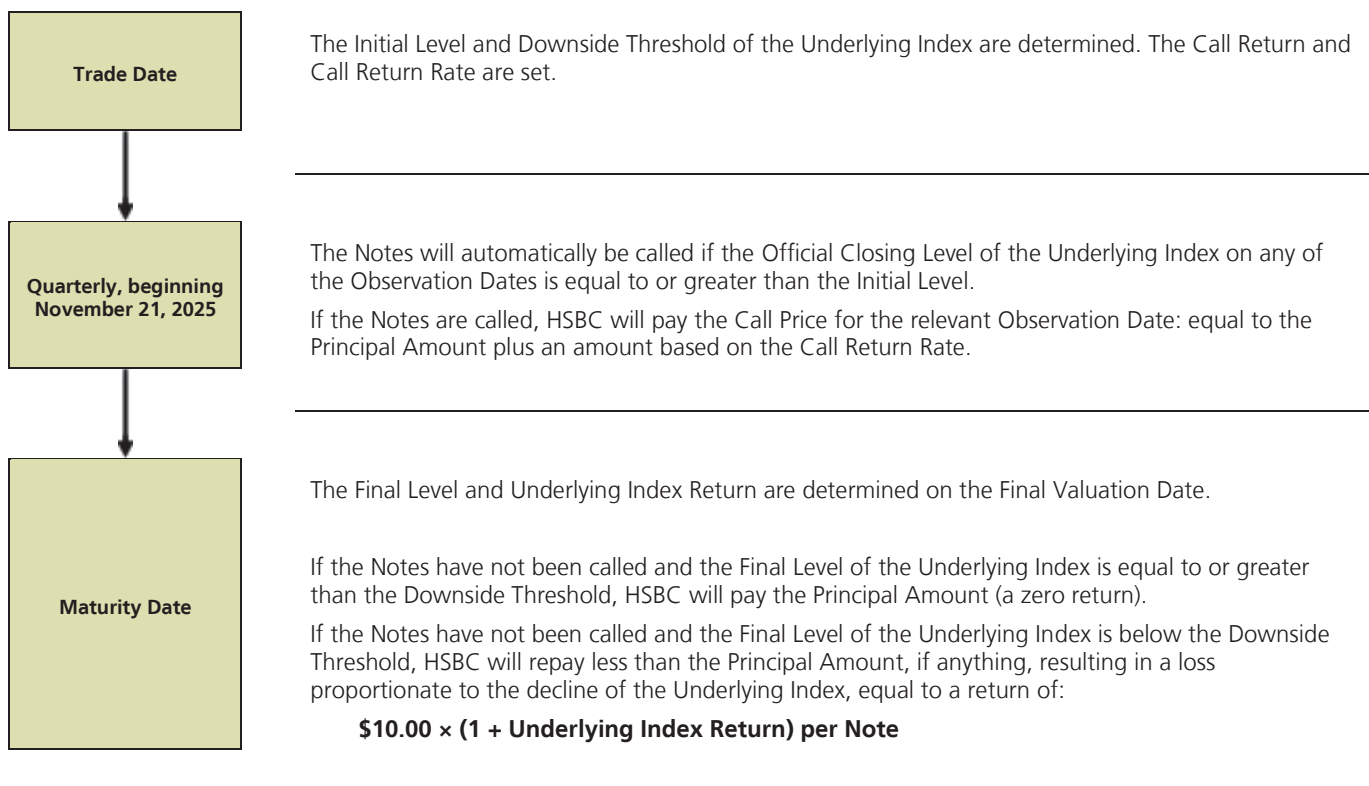 Trade Date
The Initial Level and Downside Threshold of the Underlying Index are determined. The Call Return and
Call Return Rate are set.
Quarterly, beginning
November 21, 2025
The Notes will automatically be called if the Official Closing Level of the Underlying Index on any of
the Observation Dates is equal to or greater than the Initial Level.
If the Notes are called, HSBC will pay the Call Price for the relevant Observation Date: equal to the
Principal Amount plus an amount based on the Call Return Rate.
Maturity Date
The Final Level and Underlying Index Return are determined on the Final Valuation Date.
If the Notes have not been called and the Final Level of the Underlying Index is equal to or greater
than the Downside Threshold, HSBC will pay the Principal Amount (a zero return).
If the Notes have not been called and the Final Level of the Underlying Index is below the Downside
Threshold, HSBC will repay less than the Principal Amount, if anything, resulting in a loss
proportionate to the decline of the Underlying Index, equal to a return of:
$10.00 × (1 + Underlying Index Return) per Note